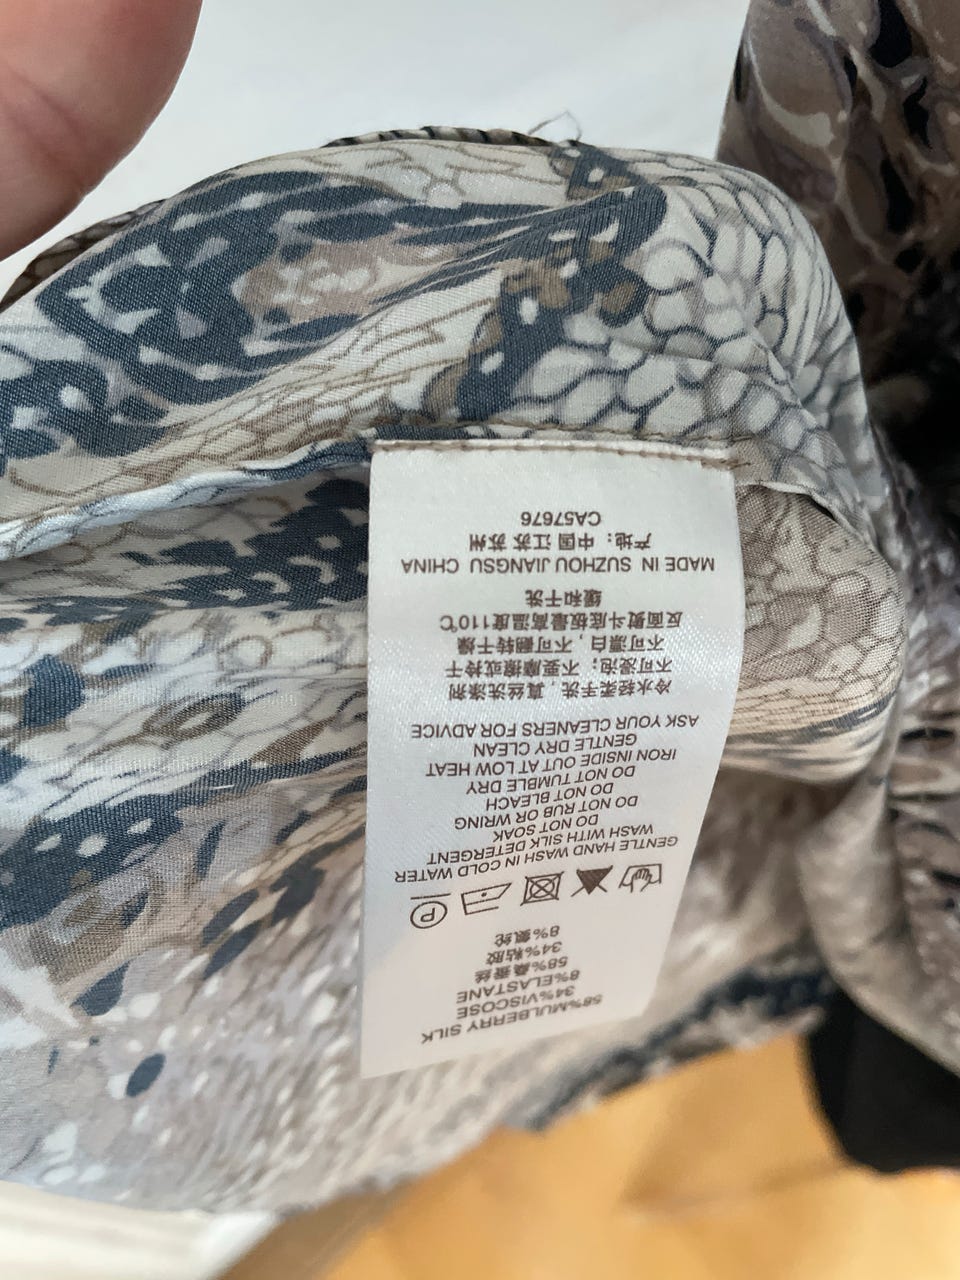 58%MULBERRY SILK
34%VISCOSE
8%ELASTANE
58%桑蚕丝
34%粘胶
8%氨纶
P
GENTLE HAND WASH IN COLD WATER
WASH WITH SILK DETERGENT
DO NOT SOAK
DO NOT RUB OR WRING
DO NOT BLEACH
DO NOT TUMBLE DRY
IRON INSIDE OUT AT LOW HEAT
GENTLE DRY CLEAN
ASK YOUR CLEANERS FOR ADVICE
冷水轻柔手洗，真丝洗涤剂
不可浸泡；不要摩擦或拎干
不可漂白，不可翻转干燥
反面熨斗底板最高温度110℃
缓和干洗
MADE IN SUZHOU JIANGSU CHINA
产地：中国 江苏 苏州
CA57676